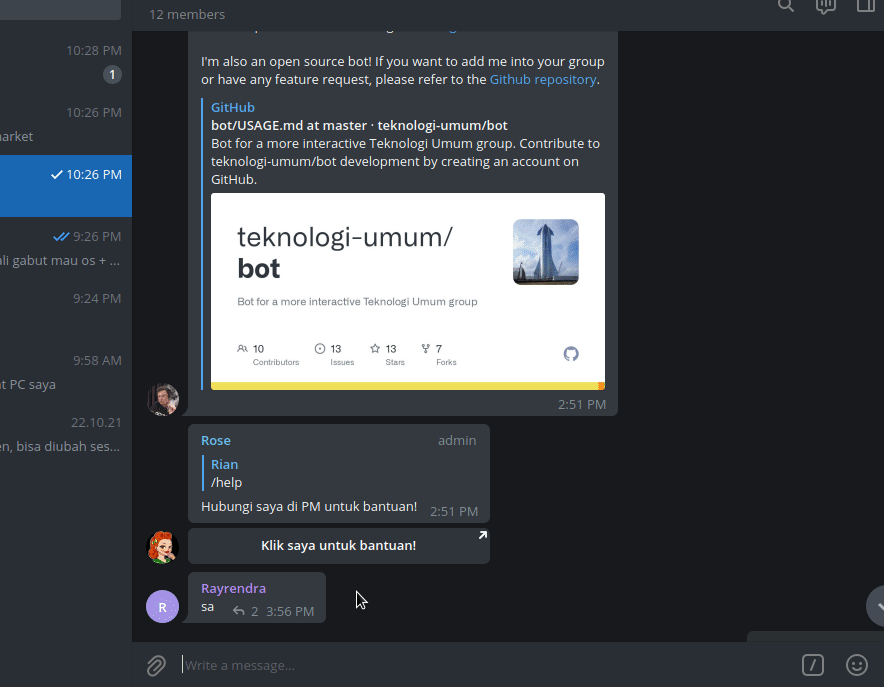 12 members
10:28 PM
1
10:26 PM
arket
10:26 PM
9:26 PM
ali gabut mau os + ...
9:24 PM
9:58 AM
t PC saya
22.10.21
en, bisa diubah ses...
I'm also an open source bot! If you want to add me into your group
or have any feature request, please refer to the Github repository.
GitHub
bot/USAGE.md at master · teknologi-umum/bot
Bot for a more interactive Teknologi Umum group. Contribute to
teknologi-umum/bot development by creating an account on
GitHub.
teknologi-umum/
bot
Bot for a more interactive Teknologi Umum group
10
Contributors
13
Issues
13
Stars
7
Forks
2:51 PM
Rose admin
Rian
/help
Hubungi saya di PM untuk bantuan! 2:51 PM
Klik saya untuk bantuan!
R
Rayrendra
sa 2 3:56 PM
Write a message...